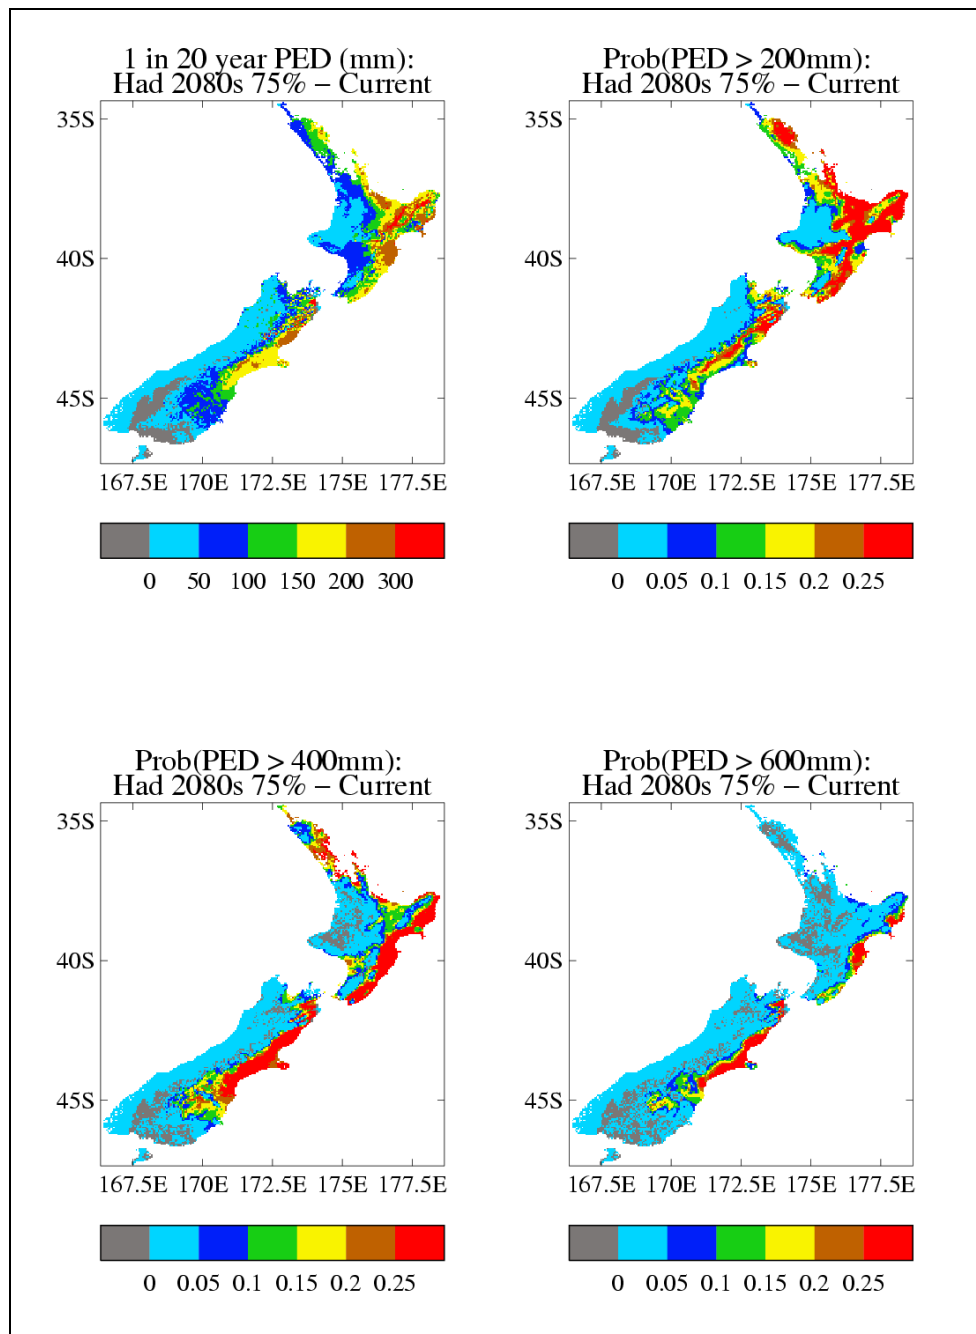 1 in 20 year PED (mm):
Had 2080s 75% – Current
35S
40S
45S
167.5E 170E 172.5E 175E 177.5E
0 50 100 150 200 300
Prob(PED > 200mm):
Had 2080s 75% – Current
35S
40S
45S
167.5E 170E 172.5E 175E 177.5E
0 0.05 0.1 0.15 0.2 0.25
Prob(PED > 400mm):
Had 2080s 75% – Current
35S
40S
45S
167.5E 170E 172.5E 175E 177.5E
0 0.05 0.1 0.15 0.2 0.25
Prob(PED > 600mm):
Had 2080s 75% – Current
35S
40S
45S
167.5E 170E 172.5E 175E 177.5E
0 0.05 0.1 0.15 0.2 0.25